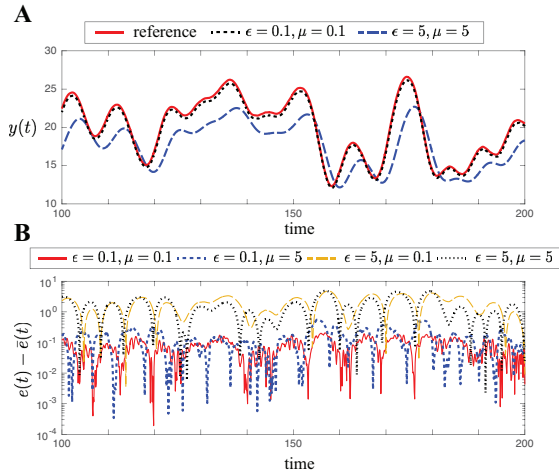 A
reference ϵ = 0.1, μ = 0.1 ϵ = 5, μ = 5
30
25
20
15
10
y(t)
100 150 200
time
B
ϵ = 0.1, μ = 0.1 ϵ = 0.1, μ = 5 ϵ = 5, μ = 0.1 ϵ = 5, μ = 5
10¹
10⁰
10⁻¹
10⁻²
10⁻³
10⁻⁴
e(t) − ē(t)
100 150 200
time